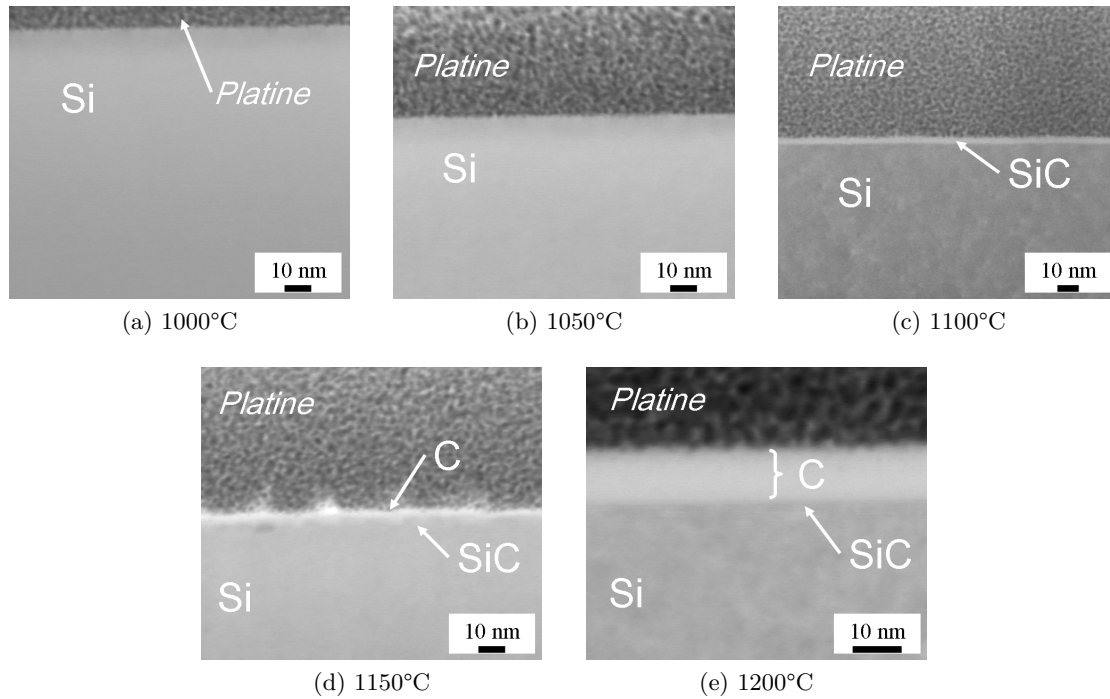 Platine
Si
10 nm
(a) 1000°C
Platine
Si
10 nm
(b) 1050°C
Platine
SiC
Si
10 nm
(c) 1100°C
Platine
C
SiC
Si
10 nm
(d) 1150°C
Platine
C
SiC
Si
10 nm
(e) 1200°C